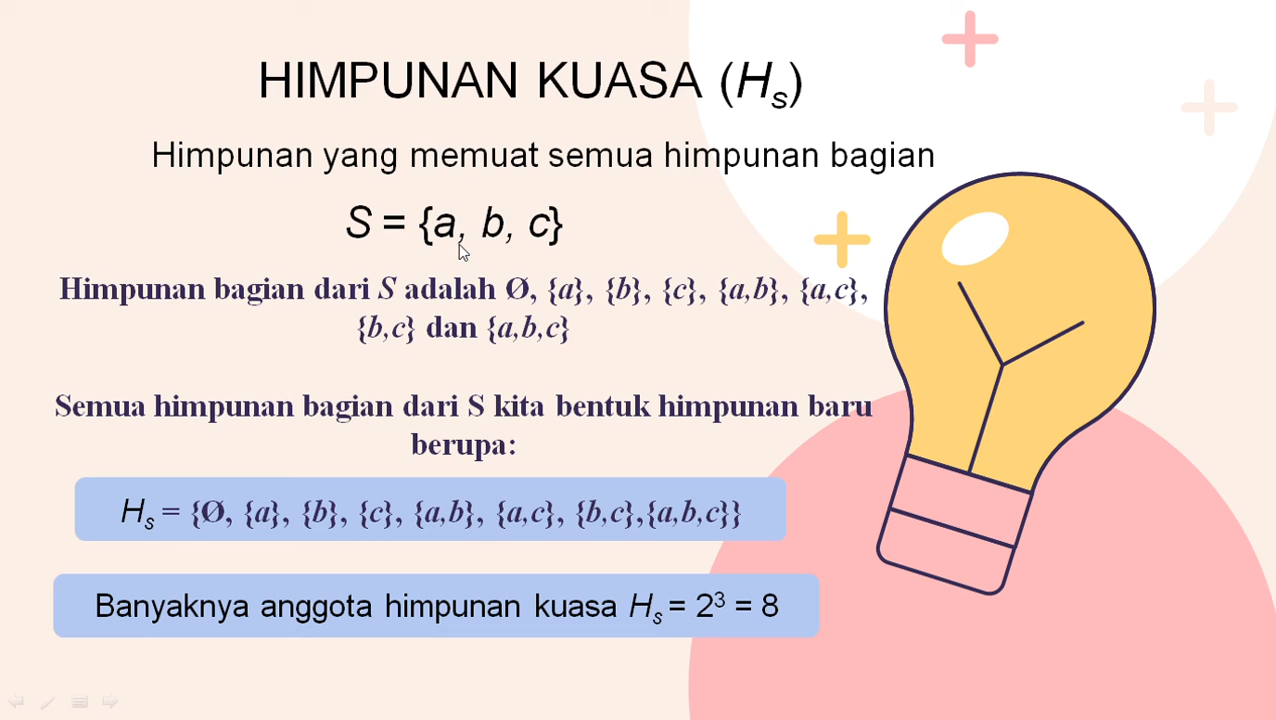 HIMPUNAN KUASA (Hₛ)
Himpunan yang memuat semua himpunan bagian
S = {a, b, c}
Himpunan bagian dari S adalah Ø, {a}, {b}, {c}, {a,b}, {a,c},
{b,c} dan {a,b,c}
Semua himpunan bagian dari S kita bentuk himpunan baru
berupa:
Hₛ = {Ø, {a}, {b}, {c}, {a,b}, {a,c}, {b,c},{a,b,c}}
Banyaknya anggota himpunan kuasa Hₛ = 2³ = 8